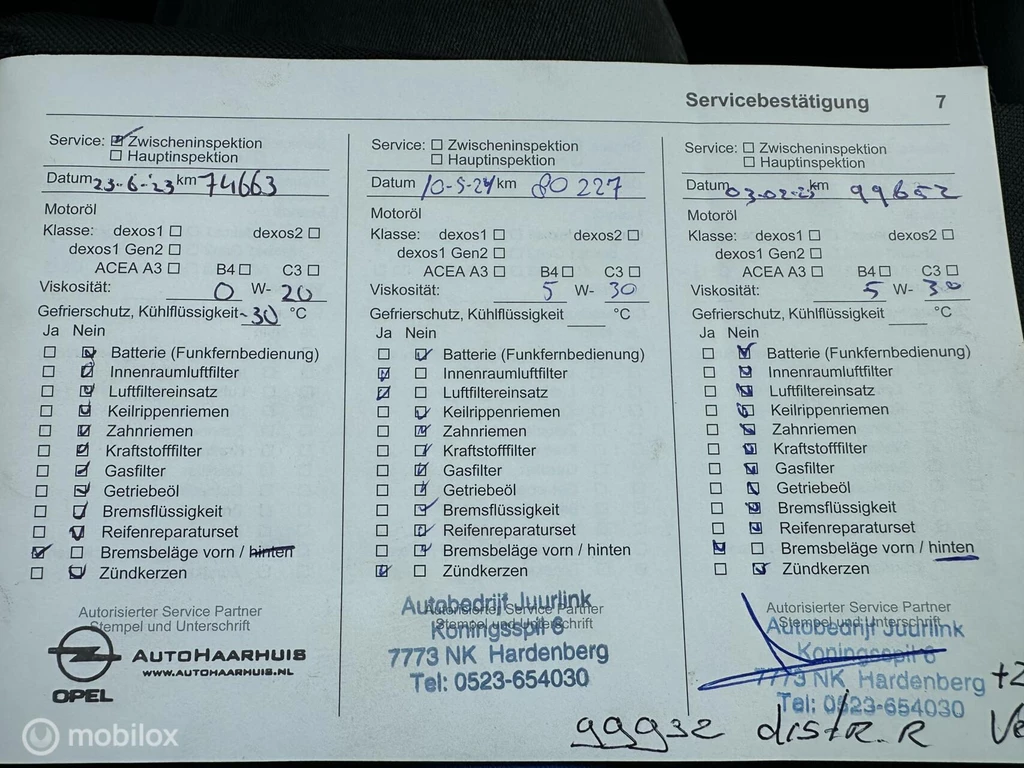 Servicebestätigung 7
Service: Zwischeninspektion
Hauptinspektion
Datum 23-6-'23 km 74663
Motoröl
Klasse: dexos1 dexos2
dexos1 Gen2
ACEA A3 B4 C3
Viskosität: 0 W- 20
Gefrierschutz, Kühlflüssigkeit -30 °C
Ja Nein
Batterie (Funkfernbedienung)
Innenraumluftfilter
Luftfiltereinsatz
Keilrippenriemen
Zahnriemen
Kraftstofffilter
Gasfilter
Getriebeöl
Bremsflüssigkeit
Reifenreparaturset
Bremsbeläge vorn / hinten
Zündkerzen
Autorisierter Service Partner
Stempel und Unterschrift
AUTOHAARHUIS
WWW.AUTOHAARHUIS.NL
OPEL
Service: Zwischeninspektion
Hauptinspektion
Datum 10-5-24 km 80227
Motoröl
Klasse: dexos1 dexos2
dexos1 Gen2
ACEA A3 B4 C3
Viskosität: 5 W- 30
Gefrierschutz, Kühlflüssigkeit °C
Ja Nein
Batterie (Funkfernbedienung)
Innenraumluftfilter
Luftfiltereinsatz
Keilrippenriemen
Zahnriemen
Kraftstofffilter
Gasfilter
Getriebeöl
Bremsflüssigkeit
Reifenreparaturset
Bremsbeläge vorn / hinten
Zündkerzen
Autorisierter Service Partner
Stempel und Unterschrift
Autobedrijf Juurlink
Koningsspil 6
7773 NK Hardenberg
Tel: 0523-654030
Service: Zwischeninspektion
Hauptinspektion
Datum 03-02-25 km 99652
Motoröl
Klasse: dexos1 dexos2
dexos1 Gen2
ACEA A3 B4 C3
Viskosität: 5 W- 30
Gefrierschutz, Kühlflüssigkeit °C
Ja Nein
Batterie (Funkfernbedienung)
Innenraumluftfilter
Luftfiltereinsatz
Keilrippenriemen
Zahnriemen
Kraftstofffilter
Gasfilter
Getriebeöl
Bremsflüssigkeit
Reifenreparaturset
Bremsbeläge vorn / hinten
Zündkerzen
Autorisierter Service Partner
Stempel und Unterschrift
Autobedrijf Juurlink
Koningsspil 6
7773 NK Hardenberg
Tel: 0523-654030
99932 distr. R
mobilox